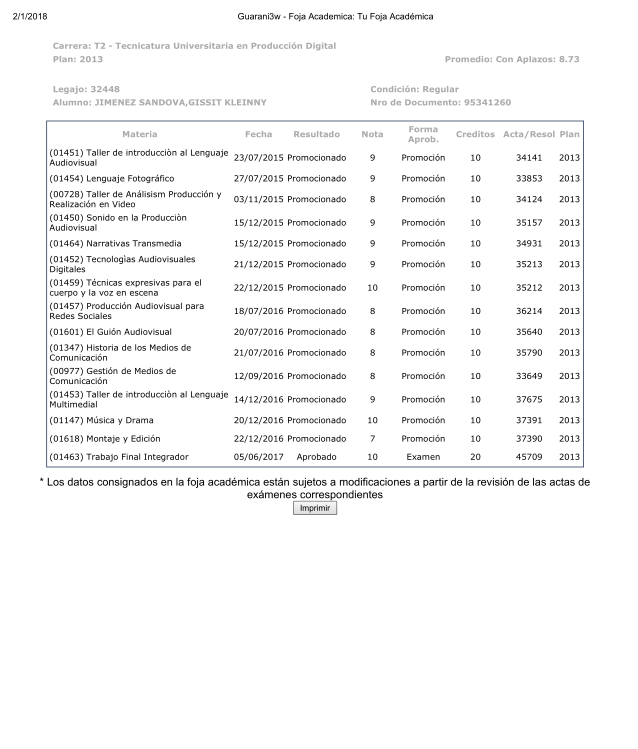 2/1/2018 Guarani3w - Foja Academica: Tu Foja Académica
Carrera: T2 - Tecnicatura Universitaria en Producción Digital
Plan: 2013 Promedio: Con Aplazos: 8.73
Legajo: 32448 Condición: Regular
Alumno: JIMENEZ SANDOVA,GISSIT KLEINNY Nro de Documento: 95341260
Materia Fecha Resultado Nota Forma Aprob. Creditos Acta/Resol Plan
(01451) Taller de introducciòn al Lenguaje
Audiovisual 23/07/2015 Promocionado 9 Promoción 10 34141 2013
(01454) Lenguaje Fotográfico 27/07/2015 Promocionado 9 Promoción 10 33853 2013
(00728) Taller de Análisism Producción y
Realización en Video 03/11/2015 Promocionado 8 Promoción 10 34124 2013
(01450) Sonido en la Producciòn
Audiovisual 15/12/2015 Promocionado 9 Promoción 10 35157 2013
(01464) Narrativas Transmedia 15/12/2015 Promocionado 9 Promoción 10 34931 2013
(01452) Tecnologìas Audiovisuales
Digitales 21/12/2015 Promocionado 9 Promoción 10 35213 2013
(01459) Técnicas expresivas para el
cuerpo y la voz en escena 22/12/2015 Promocionado 10 Promoción 10 35212 2013
(01457) Producción Audiovisual para
Redes Sociales 18/07/2016 Promocionado 8 Promoción 10 36214 2013
(01601) El Guión Audiovisual 20/07/2016 Promocionado 8 Promoción 10 35640 2013
(01347) Historia de los Medios de
Comunicación 21/07/2016 Promocionado 8 Promoción 10 35790 2013
(00977) Gestión de Medios de
Comunicación 12/09/2016 Promocionado 8 Promoción 10 33649 2013
(01453) Taller de introducciòn al Lenguaje
Multimedial 14/12/2016 Promocionado 9 Promoción 10 37675 2013
(01147) Música y Drama 20/12/2016 Promocionado 10 Promoción 10 37391 2013
(01618) Montaje y Edición 22/12/2016 Promocionado 7 Promoción 10 37390 2013
(01463) Trabajo Final Integrador 05/06/2017 Aprobado 10 Examen 20 45709 2013
* Los datos consignados en la foja académica están sujetos a modificaciones a partir de la revisión de las actas de
exámenes correspondientes
Imprimir